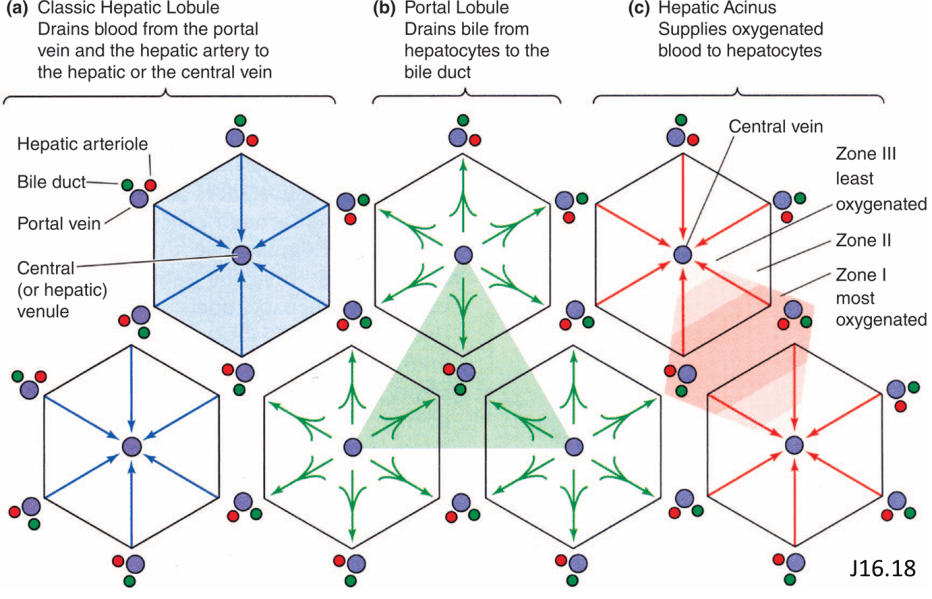 (a) Classic Hepatic Lobule
Drains blood from the portal
vein and the hepatic artery to
the hepatic or the central vein
(b) Portal Lobule
Drains bile from
hepatocytes to the
bile duct
(c) Hepatic Acinus
Supplies oxygenated
blood to hepatocytes
Hepatic arteriole
Bile duct
Portal vein
Central
(or hepatic)
venule
Central vein
Zone III
least
oxygenated
Zone II
Zone I
most
oxygenated
J16.18